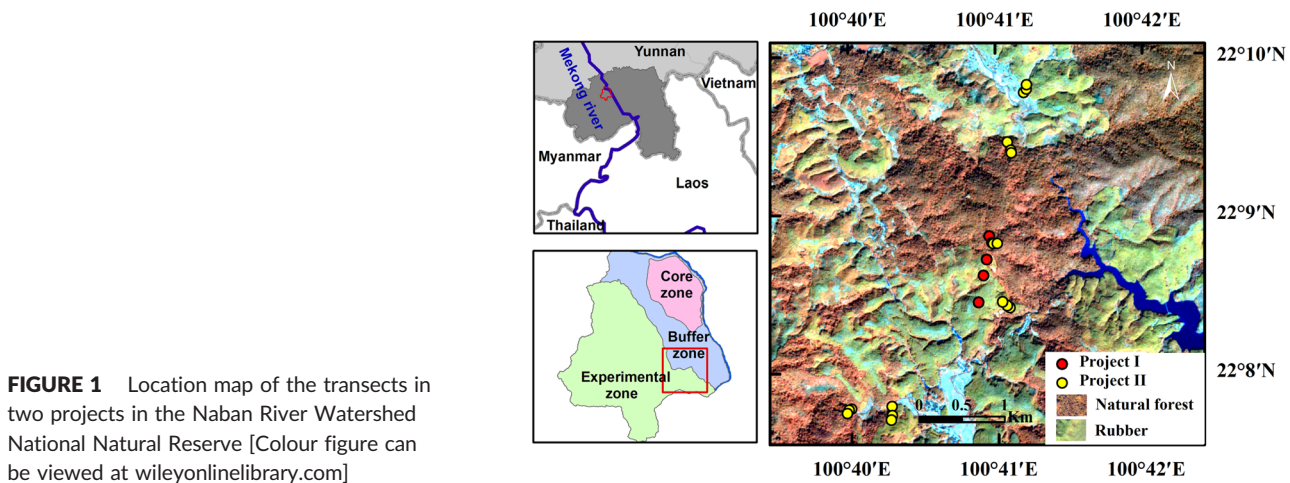 FIGURE 1 Location map of the transects in
two projects in the Naban River Watershed
National Natural Reserve [Colour figure can
be viewed at wileyonlinelibrary.com]
Yunnan
Mekong river
Vietnam
Myanmar
Laos
Thailand
Core
zone
Buffer
zone
Experimental
zone
100°40′E 100°41′E 100°42′E
22°10′N
N
22°9′N
22°8′N
Project I
Project II
Natural forest
Rubber
0 0.5 1
Km
100°40′E 100°41′E 100°42′E